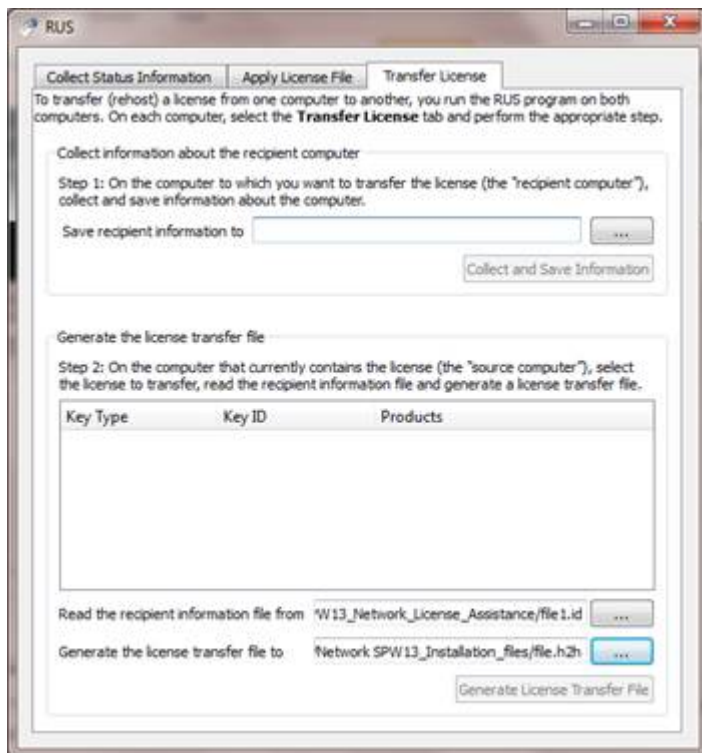 RUS
Collect Status Information Apply License File Transfer License
To transfer (rehost) a license from one computer to another, you run the RUS program on both
computers. On each computer, select the Transfer License tab and perform the appropriate step.
Collect information about the recipient computer
Step 1: On the computer to which you want to transfer the license (the "recipient computer"),
collect and save information about the computer.
Save recipient information to ...
Collect and Save Information
Generate the license transfer file
Step 2: On the computer that currently contains the license (the "source computer"), select
the license to transfer, read the recipient information file and generate a license transfer file.
Key Type Key ID Products
Read the recipient information file from W13_Network_License_Assistance/file1.id ...
Generate the license transfer file to Network SPW13_Installation_files/file.h2h ...
Generate License Transfer File